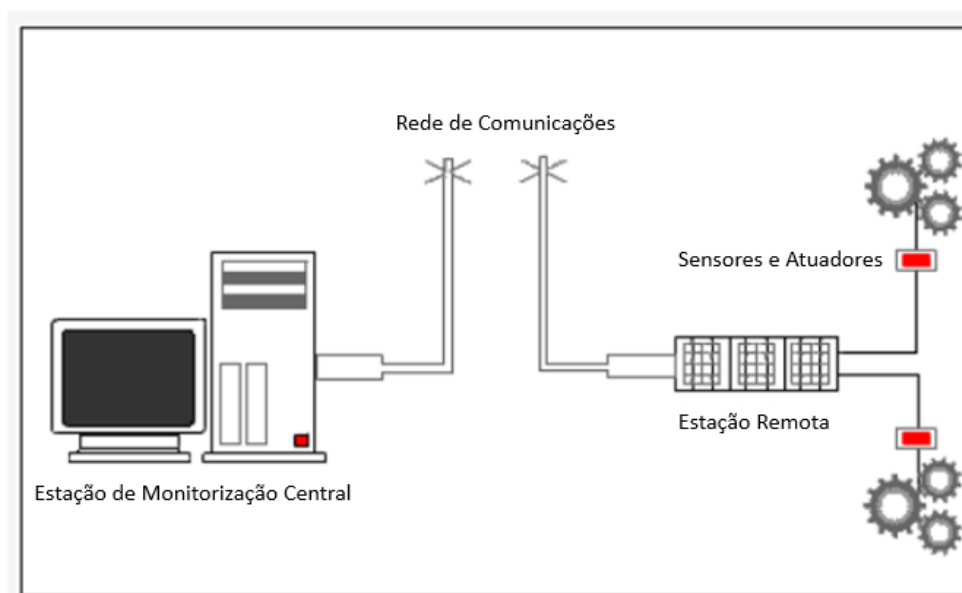 Rede de Comunicações
Sensores e Atuadores
Estação Remota
Estação de Monitorização Central